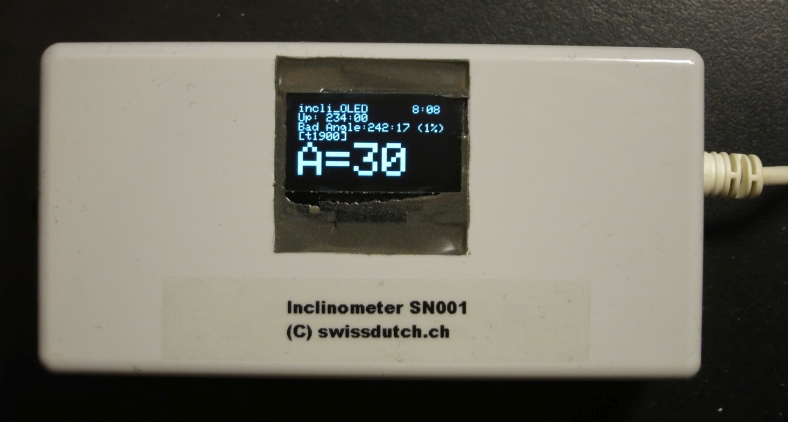 incli_OLED 8:08
Up: 234:00
Bad Angle:242:17 (1%)
[t1900]
A=30
Inclinometer SN001
(C) swissdutch.ch